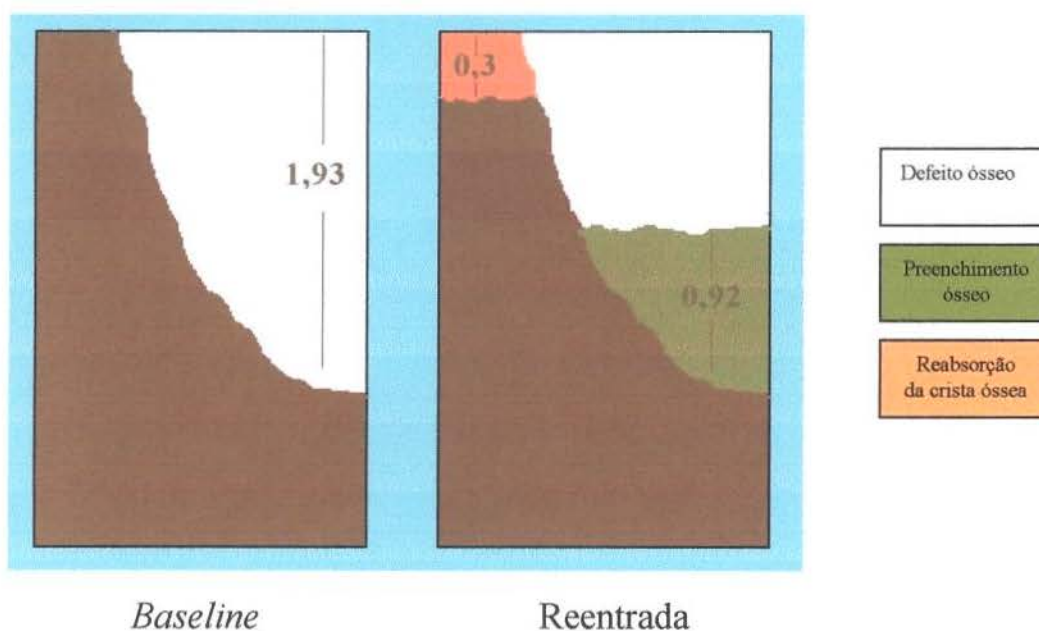 1,93
0,3
0,92
Defeito ósseo
Preenchimento
ósseo
Reabsorção
da crista óssea
Baseline
Reentrada